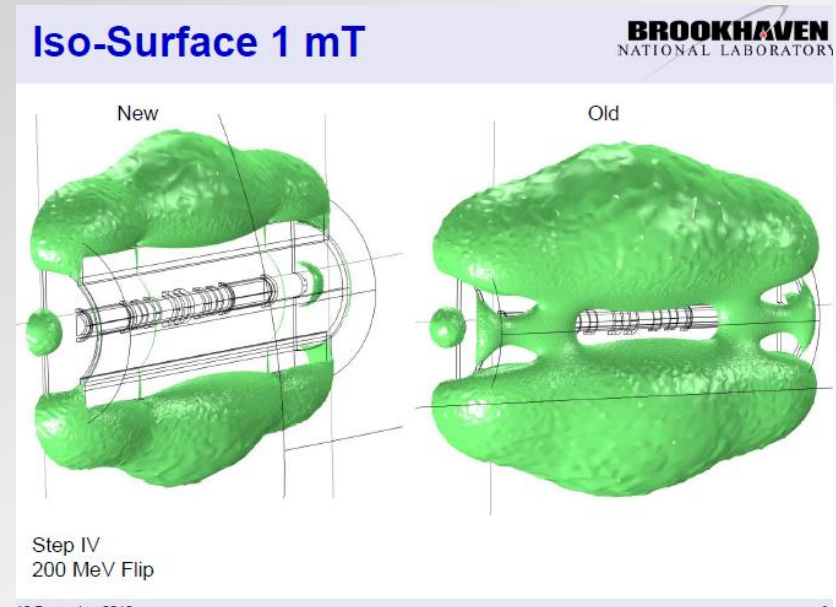 Iso-Surface 1 mT
BROOKHAVEN
NATIONAL LABORATORY
New
Old
Step IV
200 MeV Flip